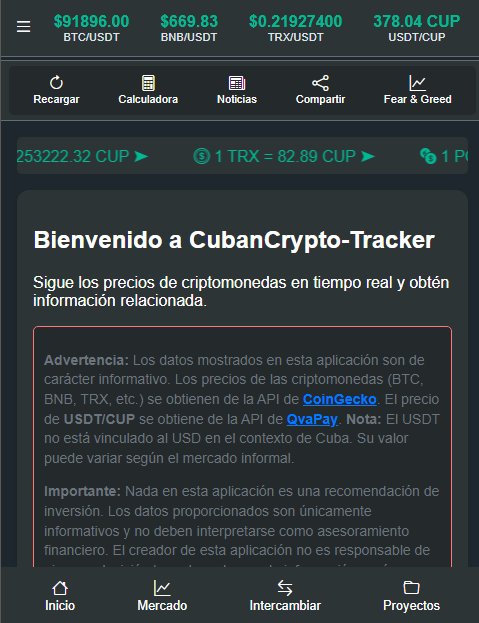 $91896.00 $669.83 $0.21927400 378.04 CUP
BTC/USDT BNB/USDT TRX/USDT USDT/CUP
Recargar Calculadora Noticias Compartir Fear & Greed
253222.32 CUP ➤ 1 TRX = 82.89 CUP ➤ 1
Bienvenido a CubanCrypto-Tracker
Sigue los precios de criptomonedas en tiempo real y obtén
información relacionada.
Advertencia: Los datos mostrados en esta aplicación son de
carácter informativo. Los precios de las criptomonedas (BTC,
BNB, TRX, etc.) se obtienen de la API de CoinGecko. El precio
de USDT/CUP se obtiene de la API de QvaPay. Nota: El USDT
no está vinculado al USD en el contexto de Cuba. Su valor
puede variar según el mercado informal.
Importante: Nada en esta aplicación es una recomendación de
inversión. Los datos proporcionados son únicamente
informativos y no deben interpretarse como asesoramiento
financiero. El creador de esta aplicación no es responsable de
Inicio Mercado Intercambiar Proyectos